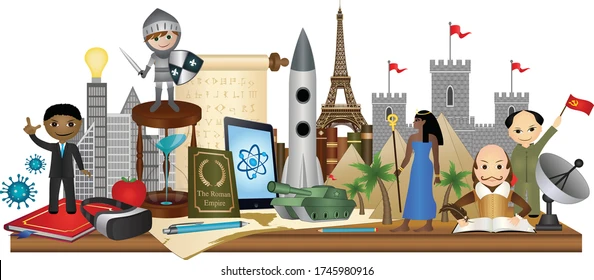 The Roman
Empire
shutterstock.com · 1745980916